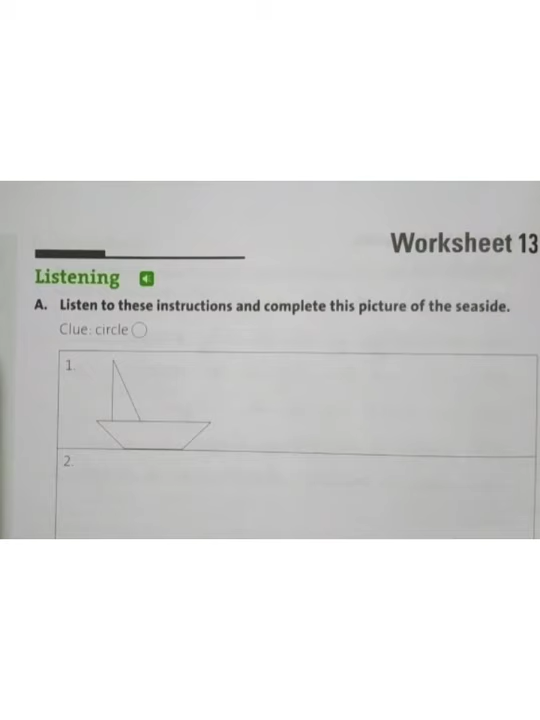 Worksheet 13
Listening
A. Listen to these instructions and complete this picture of the seaside.
Clue: circle
1.
2.